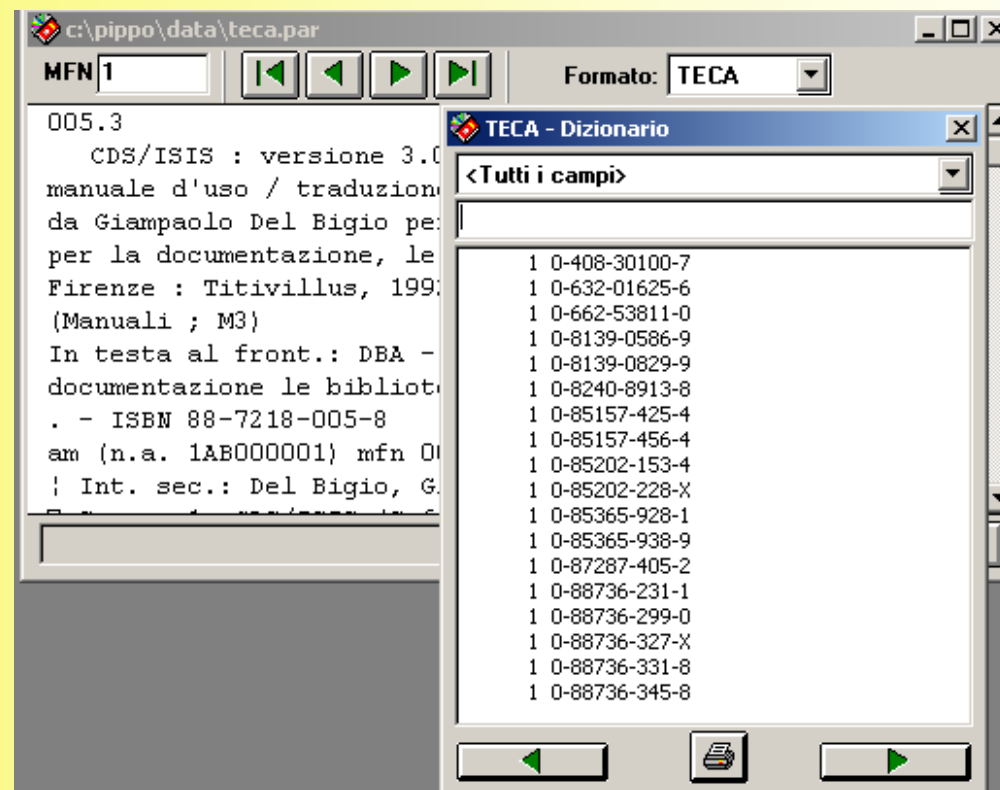 c:\pippo\data\teca.par
MFN 1
Formato: TECA
005.3
CDS/ISIS : versione 3.0
manuale d'uso / traduzione
da Giampaolo Del Bigio pe
per la documentazione, le
Firenze : Titivillus, 199
(Manuali ; M3)
In testa al front.: DBA -
documentazione le bibliot
. - ISBN 88-7218-005-8
am (n.a. 1AB000001) mfn 0
¦ Int. sec.: Del Bigio, G
TECA - Dizionario
<Tutti i campi>
1 0-408-30100-7
1 0-632-01625-6
1 0-662-53811-0
1 0-8139-0586-9
1 0-8139-0829-9
1 0-8240-8913-8
1 0-85157-425-4
1 0-85157-456-4
1 0-85202-153-4
1 0-85202-228-X
1 0-85365-928-1
1 0-85365-938-9
1 0-87287-405-2
1 0-88736-231-1
1 0-88736-299-0
1 0-88736-327-X
1 0-88736-331-8
1 0-88736-345-8